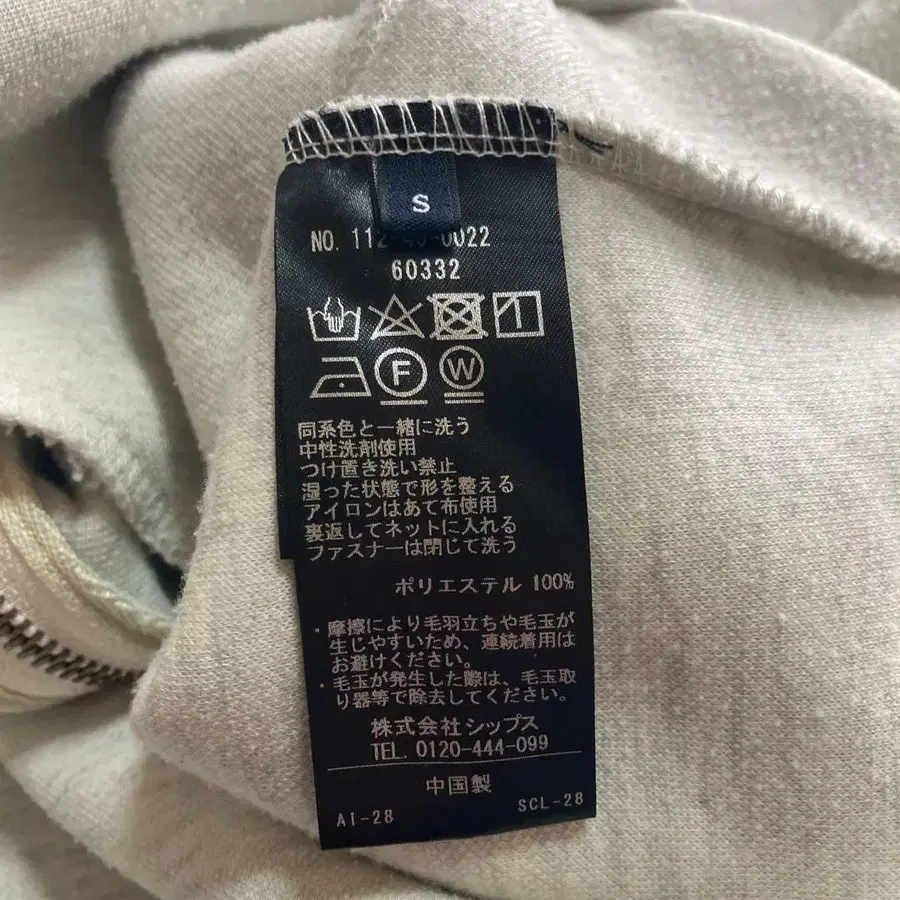 S
NO. 112-40-0022
60332
F W
同系色と一緒に洗う
中性洗剤使用
つけ置き洗い禁止
湿った状態で形を整える
アイロンはあて布使用
裏返してネットに入れる
ファスナーは閉じて洗う
ポリエステル 100%
・摩擦により毛羽立ちや毛玉が
生じやすいため、連続着用は
お避けください。
・毛玉が発生した際は、毛玉取
り器等で除去してください。
株式会社シップス
TEL. 0120-444-099
中国製
AI-28 SCL-28